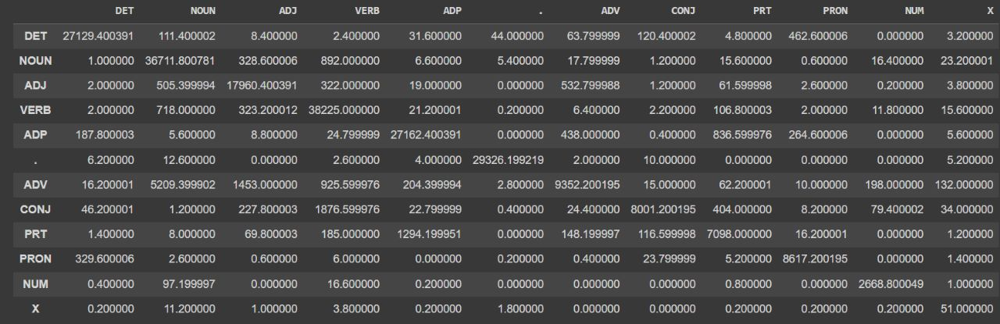 DET NOUN ADJ VERB ADP . ADV CONJ PRT PRON NUM X
DET 27129.400391 111.400002 8.400000 2.400000 31.600000 44.000000 63.799999 120.400002 4.800000 462.600006 0.000000 3.200000
NOUN 1.000000 36711.800781 328.600006 892.000000 6.600000 5.400000 17.799999 1.200000 15.600000 0.600000 16.400000 23.200001
ADJ 2.000000 505.399994 17960.400391 322.000000 19.000000 0.000000 532.799988 1.200000 61.599998 2.600000 0.200000 3.800000
VERB 2.000000 718.000000 323.200012 38225.000000 21.200001 0.200000 6.400000 2.200000 106.800003 2.000000 11.800000 15.600000
ADP 187.800003 5.600000 8.800000 24.799999 27162.400391 0.000000 438.000000 0.400000 836.599976 264.600006 0.000000 5.600000
. 6.200000 12.600000 0.000000 2.600000 4.000000 29326.199219 2.000000 10.000000 0.000000 0.000000 0.000000 5.200000
ADV 16.200001 5209.399902 1453.000000 925.599976 204.399994 2.800000 9352.200195 15.000000 62.200001 10.000000 198.000000 132.000000
CONJ 46.200001 1.200000 227.800003 1876.599976 22.799999 0.400000 24.400000 8001.200195 404.000000 8.200000 79.400002 34.000000
PRT 1.400000 8.000000 69.800003 185.000000 1294.199951 0.000000 148.199997 116.599998 7098.000000 16.200001 0.000000 1.200000
PRON 329.600006 2.600000 0.600000 6.000000 0.000000 0.200000 0.400000 23.799999 5.200000 8617.200195 0.000000 1.400000
NUM 0.400000 97.199997 0.000000 16.600000 0.200000 0.000000 0.000000 0.000000 0.800000 0.000000 2668.800049 1.000000
X 0.200000 11.200000 1.000000 3.800000 0.200000 1.800000 0.000000 0.000000 0.200000 0.200000 0.200000 51.000000